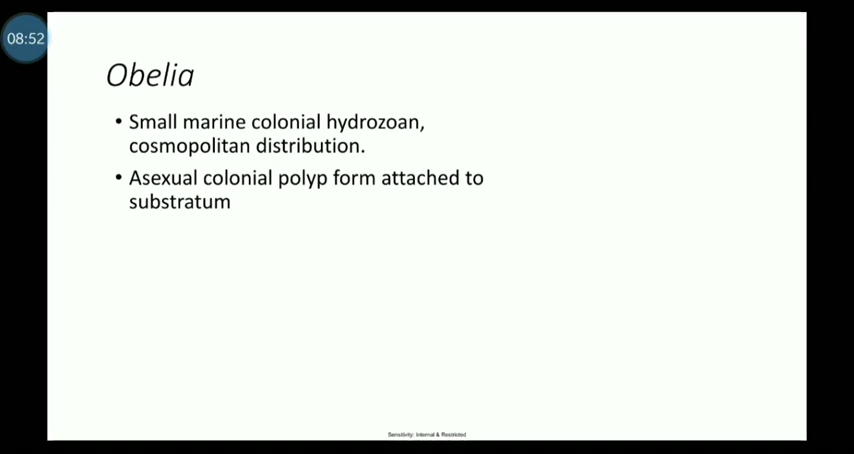 08:52
Obelia
• Small marine colonial hydrozoan,
cosmopolitan distribution.
• Asexual colonial polyp form attached to
substratum
Sensitivity: Internal & Restricted